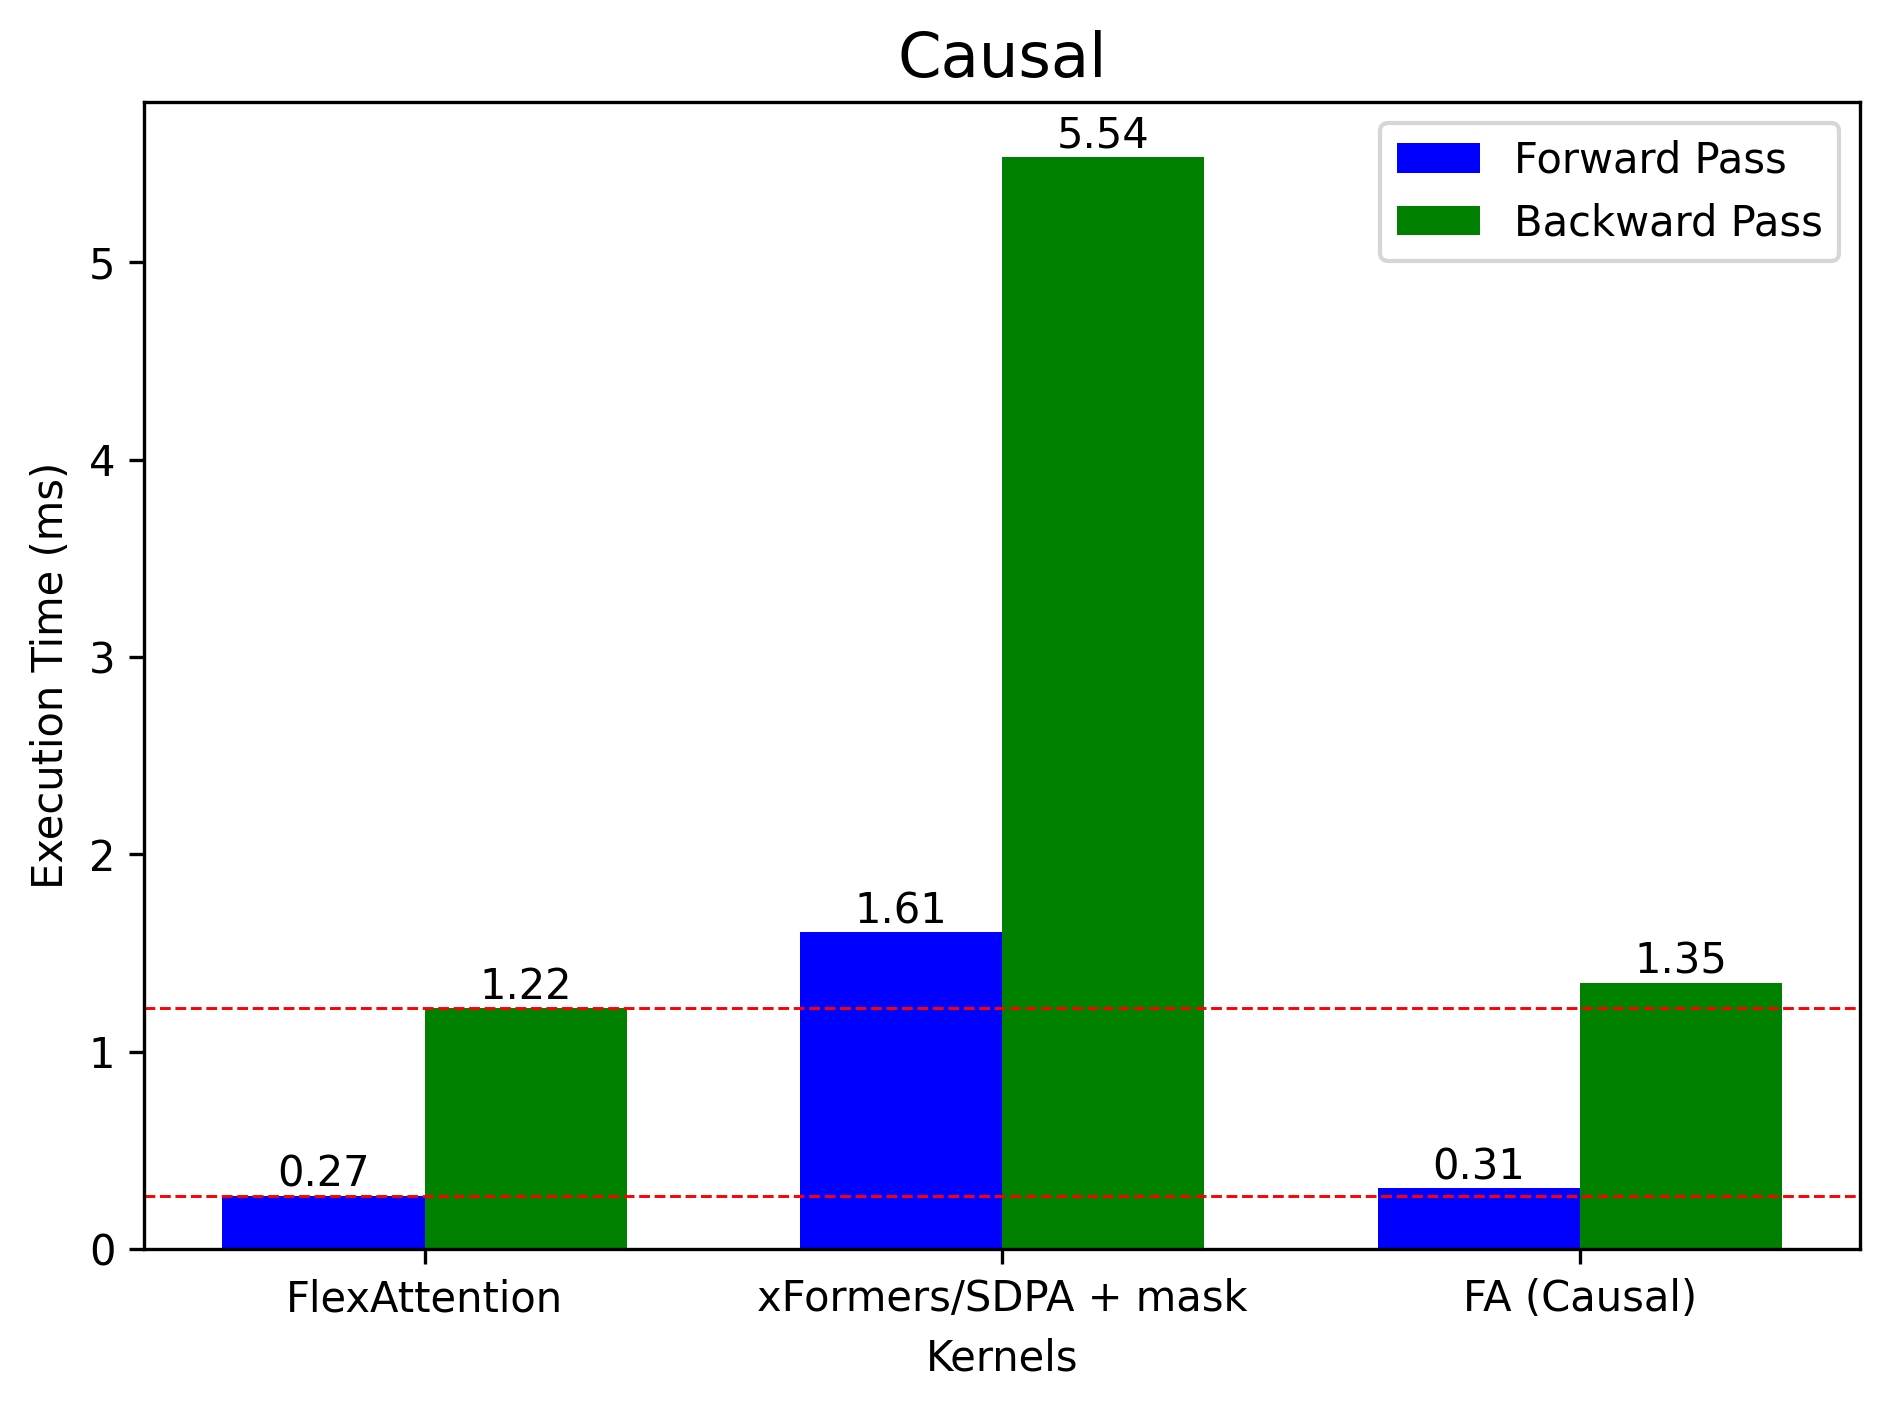 Causal
Forward Pass
Backward Pass
Execution Time (ms)
5
4
3
2
1
0
0.27
1.22
1.61
5.54
0.31
1.35
FlexAttention
xFormers/SDPA + mask
FA (Causal)
Kernels